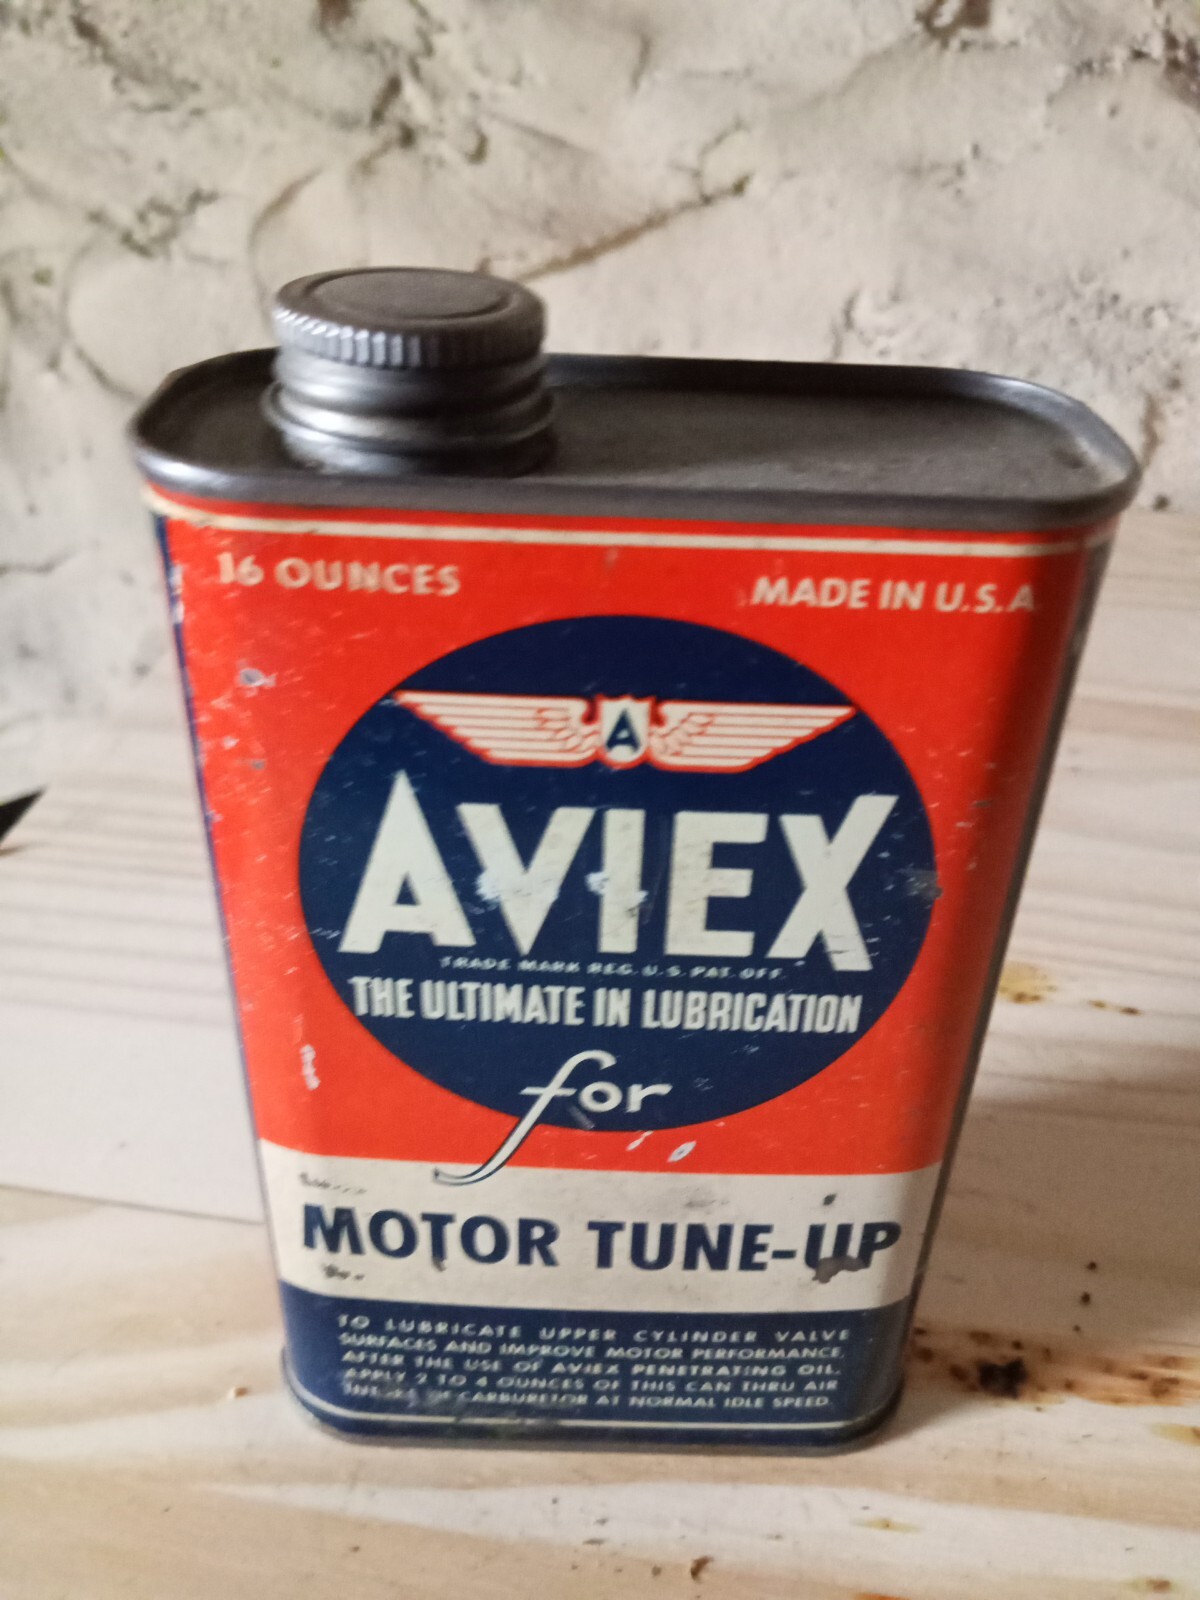 16 OUNCES
MADE IN U.S.A.
A
AVIEX
TRADE MARK REG. U.S. PAT. OFF.
THE ULTIMATE IN LUBRICATION
for
MOTOR TUNE-UP
TO LUBRICATE UPPER CYLINDER VALVE
SURFACES AND IMPROVE MOTOR PERFORMANCE.
AFTER THE USE OF AVIEX PENETRATING OIL.
APPLY 2 TO 4 OUNCES OF THIS CAN THRU AIR
OF CARBURETOR AT NORMAL IDLE SPEED.